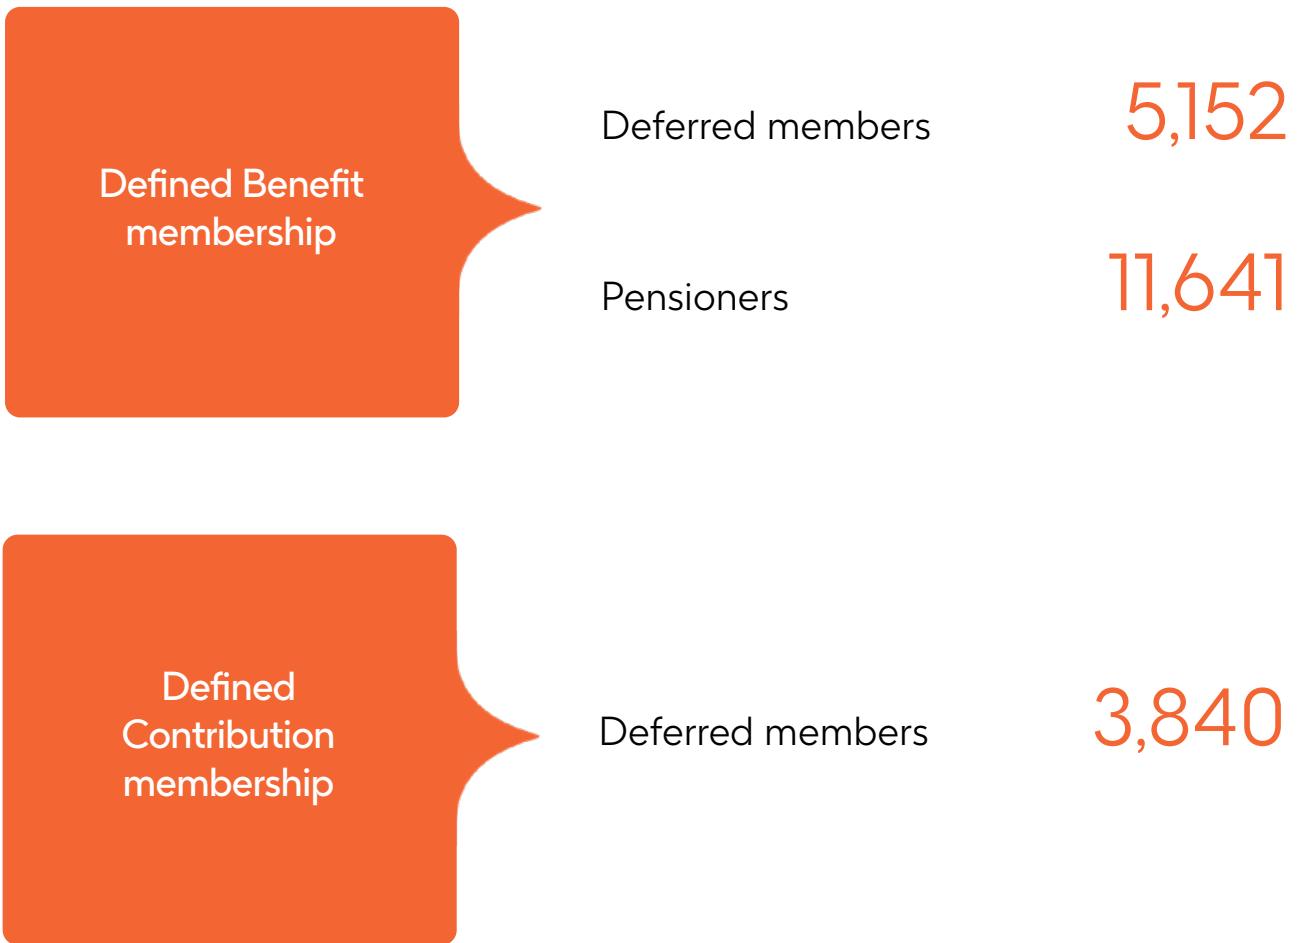 Defined Benefit
membership
Deferred members 5,152
Pensioners 11,641
Defined
Contribution
membership
Deferred members 3,840